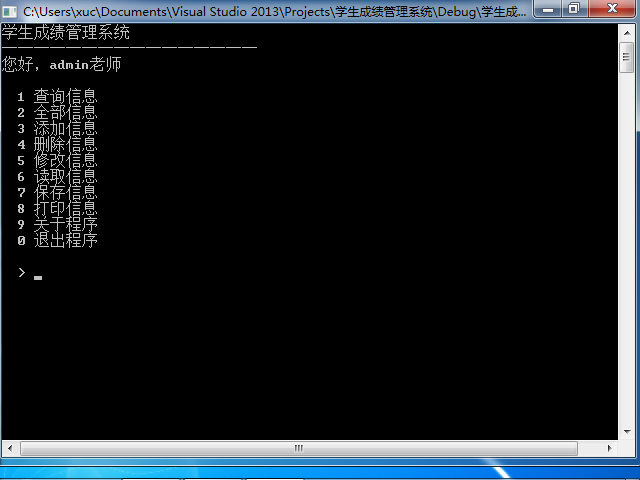 C:\Users\xuc\Documents\Visual Studio 2013\Projects\学生成绩管理系统\Debug\学生成...
学生成绩管理系统
————————————————
您好，admin老师
1 查询信息
2 全部信息
3 添加信息
4 删除信息
5 修改信息
6 读取信息
7 保存信息
8 打印信息
9 关于程序
0 退出程序
>